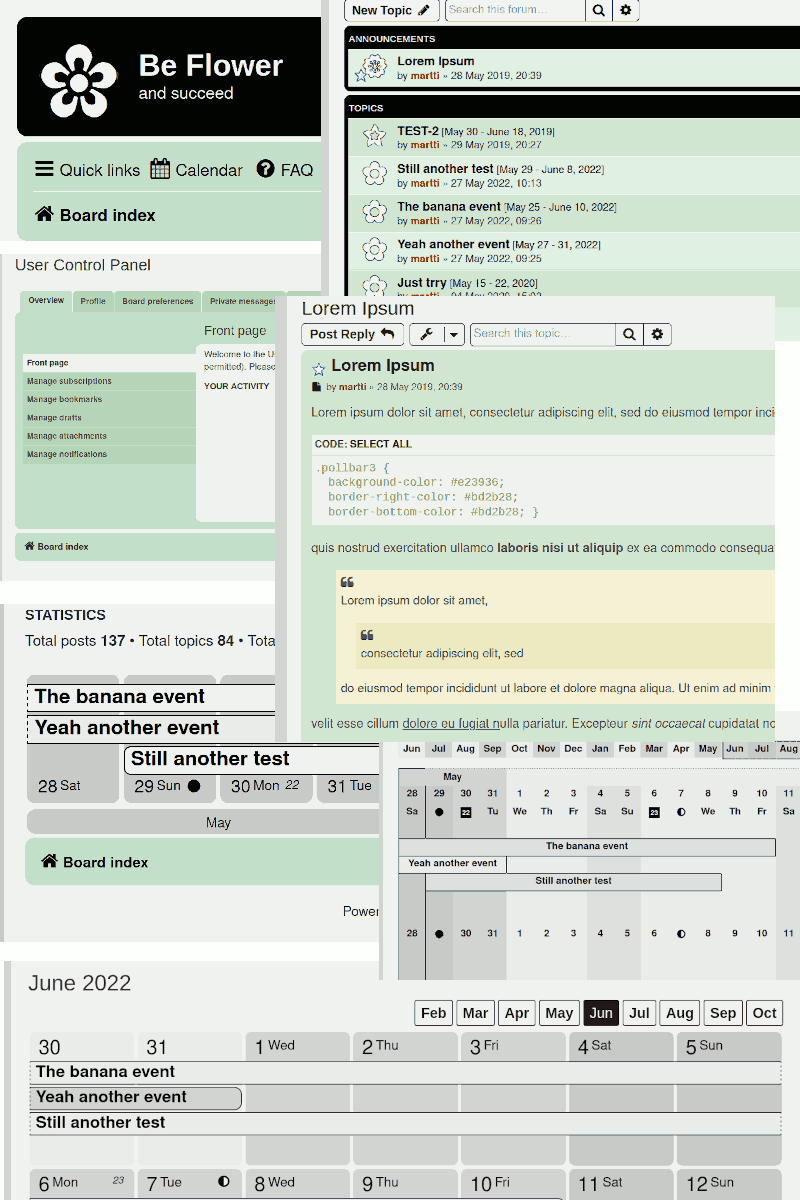 Be Flower
and succeed
Quick links Calendar FAQ
Board index
New Topic Search this forum…
ANNOUNCEMENTS
Lorem Ipsum
by martti » 28 May 2019, 20:39
TOPICS
TEST-2 [May 30 - June 18, 2019]
by martti » 29 May 2019, 20:27
Still another test [May 29 - June 8, 2022]
by martti » 27 May 2022, 10:13
The banana event [May 25 - June 10, 2022]
by martti » 27 May 2022, 09:26
Yeah another event [May 27 - 31, 2022]
by martti » 27 May 2022, 09:25
Just trry [May 15 - 22, 2020]
User Control Panel
Overview Profile Board preferences Private messages
Front page
Front page
Manage subscriptions
Manage bookmarks
Manage drafts
Manage attachments
Manage notifications
Welcome to the
permitted). Please
YOUR ACTIVITY
Board index
Lorem Ipsum
Post Reply Search this topic…
Lorem Ipsum
by martti » 28 May 2019, 20:39
Lorem ipsum dolor sit amet, consectetur adipiscing elit, sed do eiusmod tempor inci
CODE: SELECT ALL
.pollbar3 {
background-color: #e23936;
border-right-color: #bd2b28;
border-bottom-color: #bd2b28; }
quis nostrud exercitation ullamco laboris nisi ut aliquip ex ea commodo consequa
Lorem ipsum dolor sit amet,
consectetur adipiscing elit, sed
do eiusmod tempor incididunt ut labore et dolore magna aliqua. Ut enim ad minim
velit esse cillum dolore eu fugiat nulla pariatur. Excepteur sint occaecat cupidatat no
STATISTICS
Total posts 137 • Total topics 84 • Tota
The banana event
Yeah another event
Still another test
28 Sat 29 Sun 30 Mon 22 31 Tue
May
Board index
Power
Jun Jul Aug Sep Oct Nov Dec Jan Feb Mar Apr May Jun Jul Aug
May
28 29 30 31 1 2 3 4 5 6 7 8 9 10 11
Sa 22 Tu We Th Fr Sa Su 23 We Th Fr Sa
The banana event
Yeah another event
Still another test
28 30 31 1 2 3 4 5 6 8 9 10 11
June 2022
Feb Mar Apr May Jun Jul Aug Sep Oct
30 31 1 Wed 2 Thu 3 Fri 4 Sat 5 Sun
The banana event
Yeah another event
Still another test
6 Mon 23 7 Tue 8 Wed 9 Thu 10 Fri 11 Sat 12 Sun